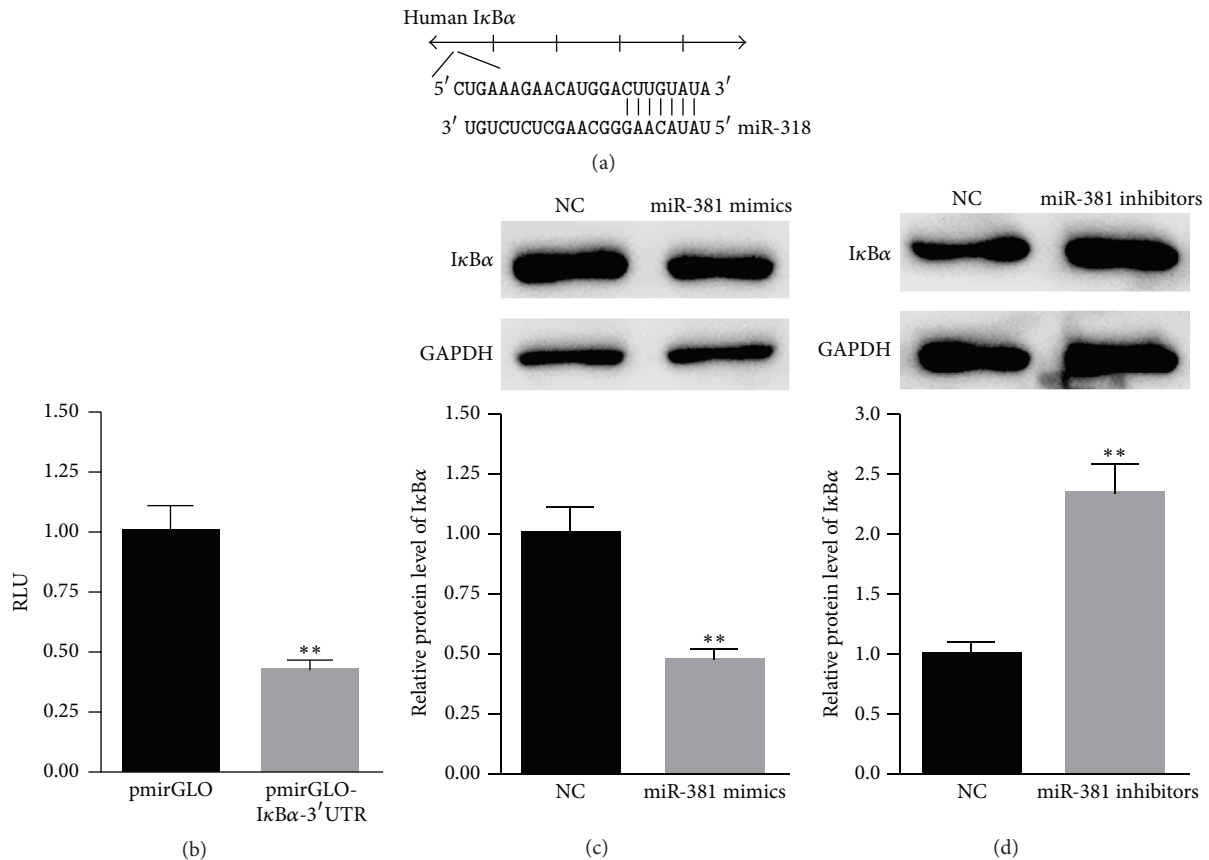 Human IκBα
5′ CUGAAAGAACAUGGACUUGUAUA 3′
3′ UGUCUCUCGAACGGGAACAUAU 5′ miR-318
(a)
1.50
1.25
1.00
0.75
0.50
0.25
0.00
RLU
**
pmirGLO
pmirGLO-
IκBα-3′UTR
(b)
NC
miR-381 mimics
IκBα
GAPDH
1.50
1.25
1.00
0.75
0.50
0.25
0.00
Relative protein level of IκBα
**
NC
miR-381 mimics
(c)
NC
miR-381 inhibitors
IκBα
GAPDH
3.0
2.5
2.0
1.5
1.0
0.5
0.0
Relative protein level of IκBα
**
NC
miR-381 inhibitors
(d)